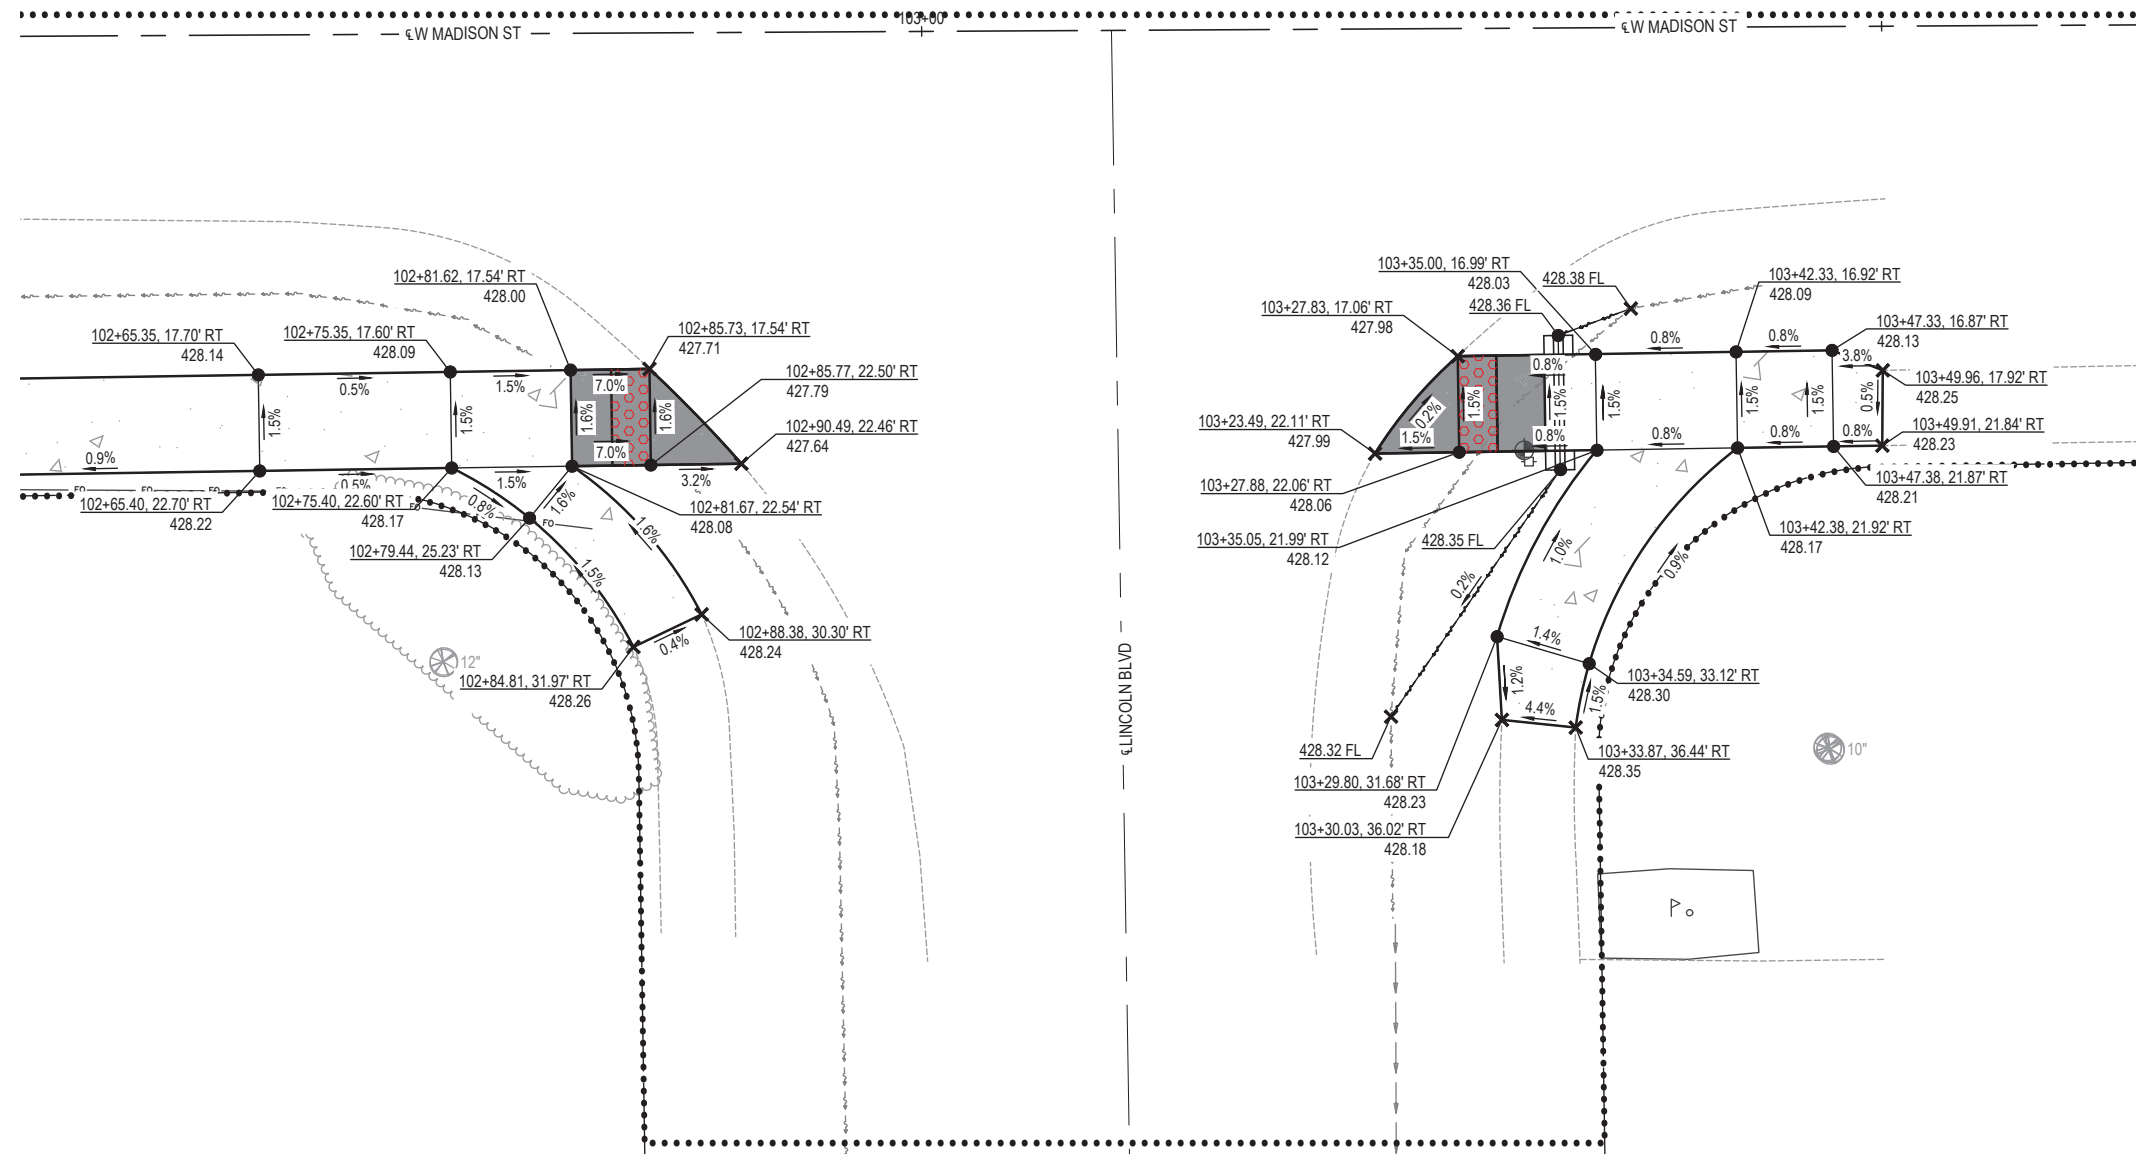 103+00
℄ W MADISON ST
℄ W MADISON ST
102+81.62, 17.54' RT
428.00
102+65.35, 17.70' RT
428.14
102+75.35, 17.60' RT
428.09
102+85.73, 17.54' RT
427.71
102+85.77, 22.50' RT
427.79
102+90.49, 22.46' RT
427.64
0.5%
1.5%
7.0%
1.5%
1.5%
1.6%
1.6%
0.9%
0.5%
1.5%
7.0%
3.2%
FO
FO
FO
FO
FO
102+65.40, 22.70' RT
428.22
102+75.40, 22.60' RT
428.17
0.8%
1.6%
102+81.67, 22.54' RT
428.08
102+79.44, 25.23' RT
428.13
1.6%
1.5%
102+88.38, 30.30' RT
428.24
0.4%
12"
102+84.81, 31.97' RT
428.26
℄ LINCOLN BLVD
103+35.00, 16.99' RT
428.03
428.38 FL
428.36 FL
103+42.33, 16.92' RT
428.09
103+27.83, 17.06' RT
427.98
103+47.33, 16.87' RT
428.13
0.8%
0.8%
0.8%
3.8%
103+49.96, 17.92' RT
428.25
0.2%
1.5%
1.5%
1.5%
1.5%
1.5%
0.5%
103+23.49, 22.11' RT
427.99
1.5%
0.8%
0.8%
0.8%
0.8%
103+49.91, 21.84' RT
428.23
103+27.88, 22.06' RT
428.06
103+47.38, 21.87' RT
428.21
103+35.05, 21.99' RT
428.12
428.35 FL
103+42.38, 21.92' RT
428.17
0.2%
1.0%
0.9%
1.4%
1.2%
1.5%
4.4%
103+34.59, 33.12' RT
428.30
428.32 FL
103+33.87, 36.44' RT
428.35
10"
103+29.80, 31.68' RT
428.23
103+30.03, 36.02' RT
428.18
P